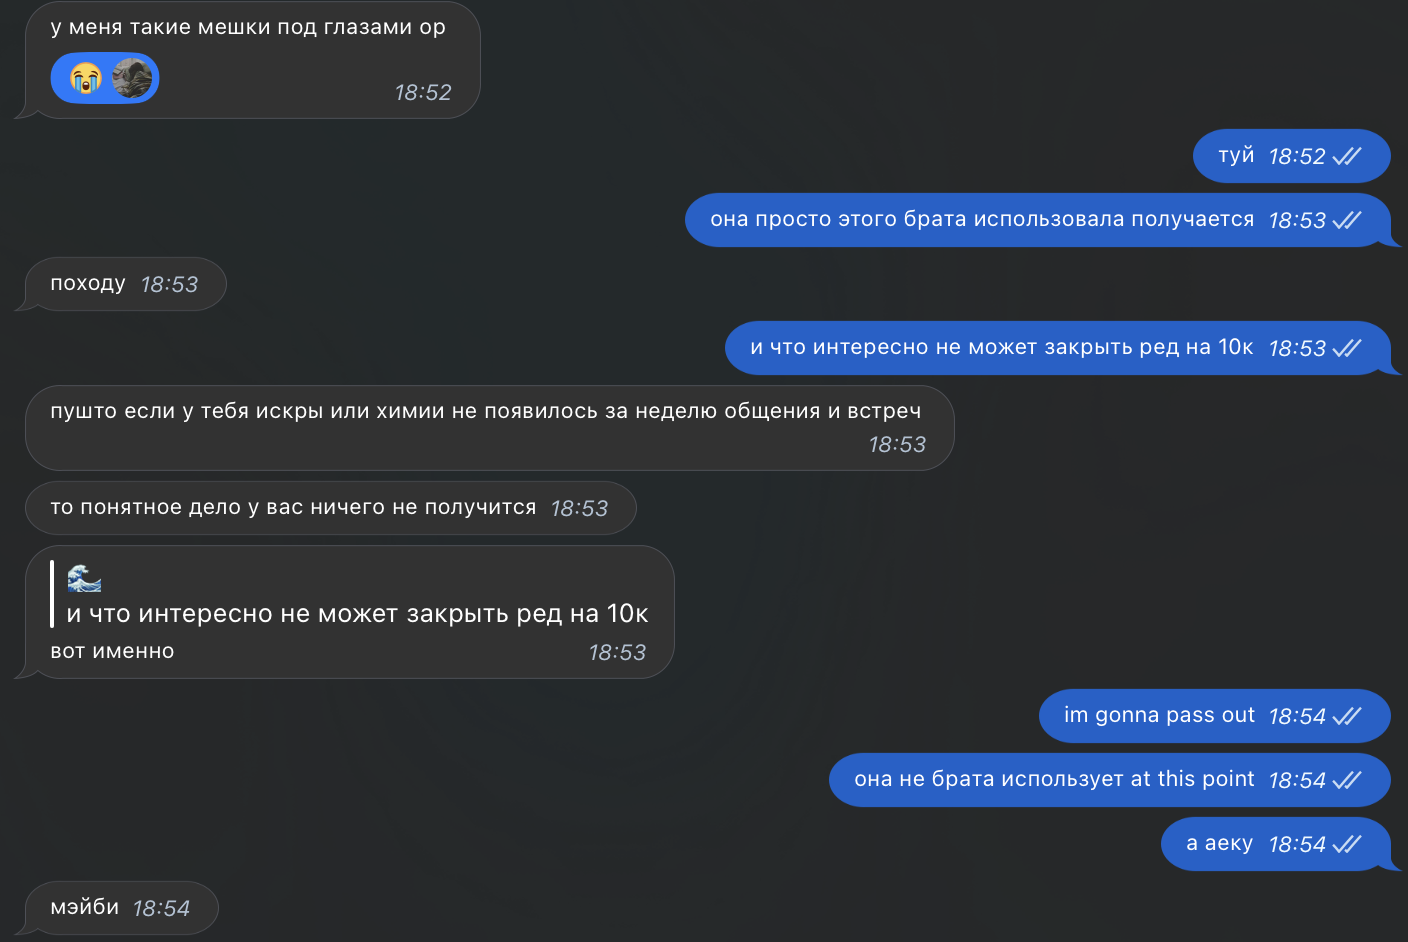 у меня такие мешки под глазами ор
😭
18:52
туй 18:52
она просто этого брата использовала получается 18:53
походу 18:53
и что интересно не может закрыть ред на 10к 18:53
пушто если у тебя искры или химии не появилось за неделю общения и встреч
18:53
то понятное дело у вас ничего не получится 18:53
🌊
и что интересно не может закрыть ред на 10к
вот именно 18:53
im gonna pass out 18:54
она не брата использует at this point 18:54
а аеку 18:54
мэйби 18:54